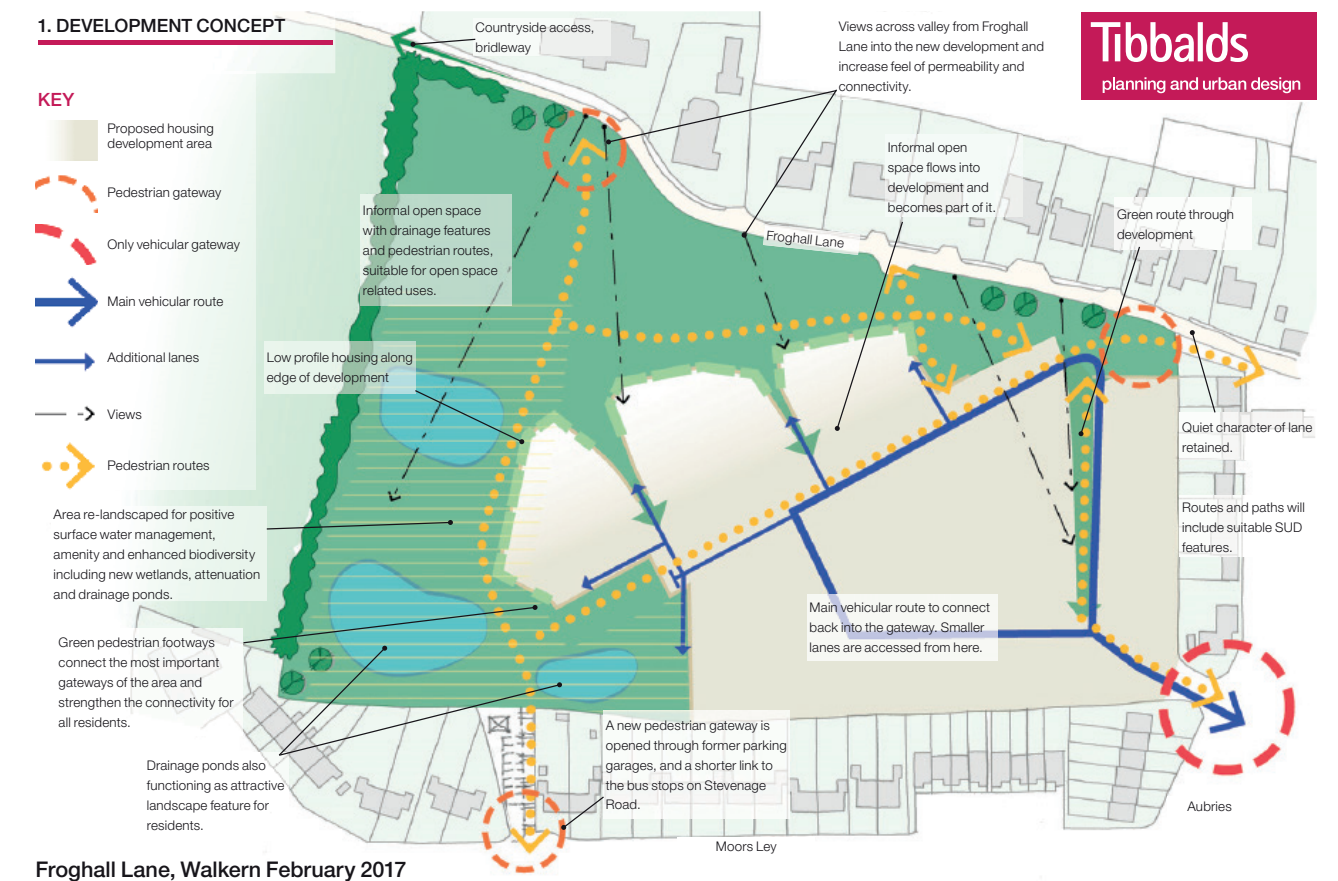 1. DEVELOPMENT CONCEPT
Tibbalds
planning and urban design
KEY
Proposed housing
development area
Pedestrian gateway
Only vehicular gateway
Main vehicular route
Additional lanes
Views
Pedestrian routes
Countryside access,
bridleway
Views across valley from Froghall
Lane into the new development and
increase feel of permeability and
connectivity.
Informal open
space flows into
development and
becomes part of it.
Green route through
development
Informal open space
with drainage features
and pedestrian routes,
suitable for open space
related uses.
Froghall Lane
Low profile housing along
edge of development
Quiet character of lane
retained.
Routes and paths will
include suitable SUD
features.
Area re-landscaped for positive
surface water management,
amenity and enhanced biodiversity
including new wetlands, attenuation
and drainage ponds.
Main vehicular route to connect
back into the gateway. Smaller
lanes are accessed from here.
Green pedestrian footways
connect the most important
gateways of the area and
strengthen the connectivity for
all residents.
A new pedestrian gateway is
opened through former parking
garages, and a shorter link to
the bus stops on Stevenage
Road.
Drainage ponds also
functioning as attractive
landscape feature for
residents.
Aubries
Moors Ley
Froghall Lane, Walkern February 2017